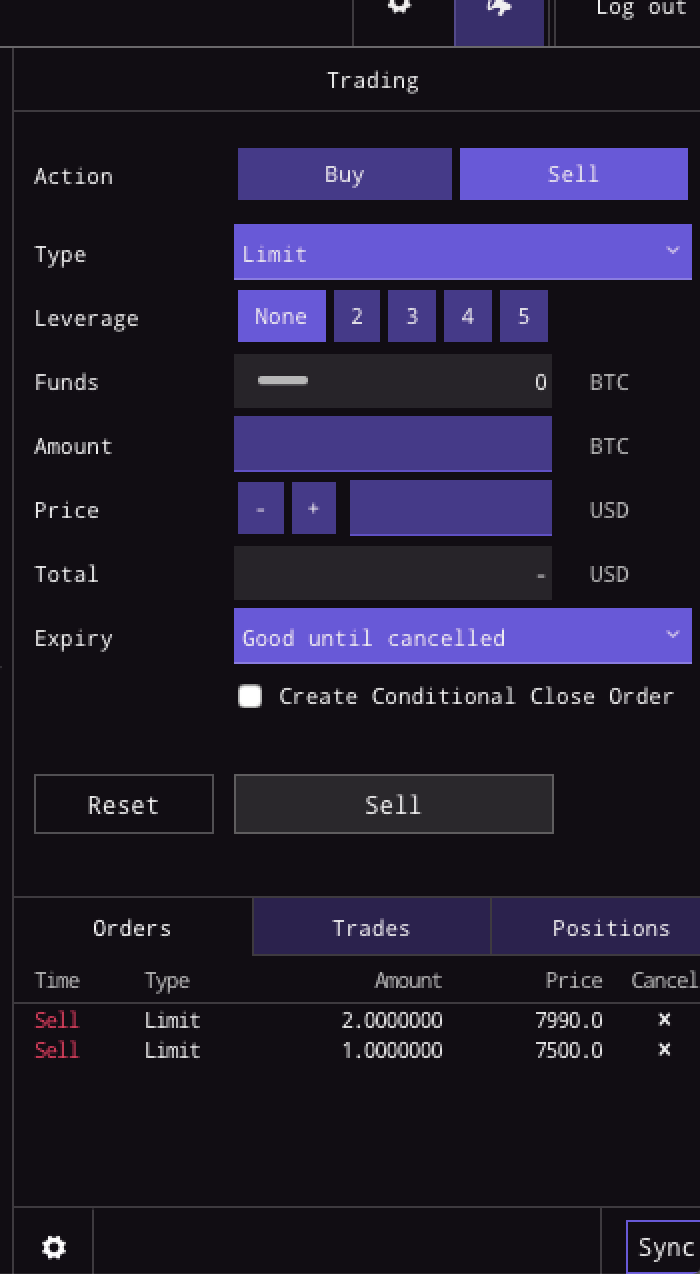 Log out
Trading
Action Buy Sell
Type Limit
Leverage None 2 3 4 5
Funds 0 BTC
Amount BTC
Price - + USD
Total - USD
Expiry Good until cancelled
Create Conditional Close Order
Reset Sell
Orders Trades Positions
Time Type Amount Price Cancel
Sell Limit 2.0000000 7990.0 ×
Sell Limit 1.0000000 7500.0 ×
Sync